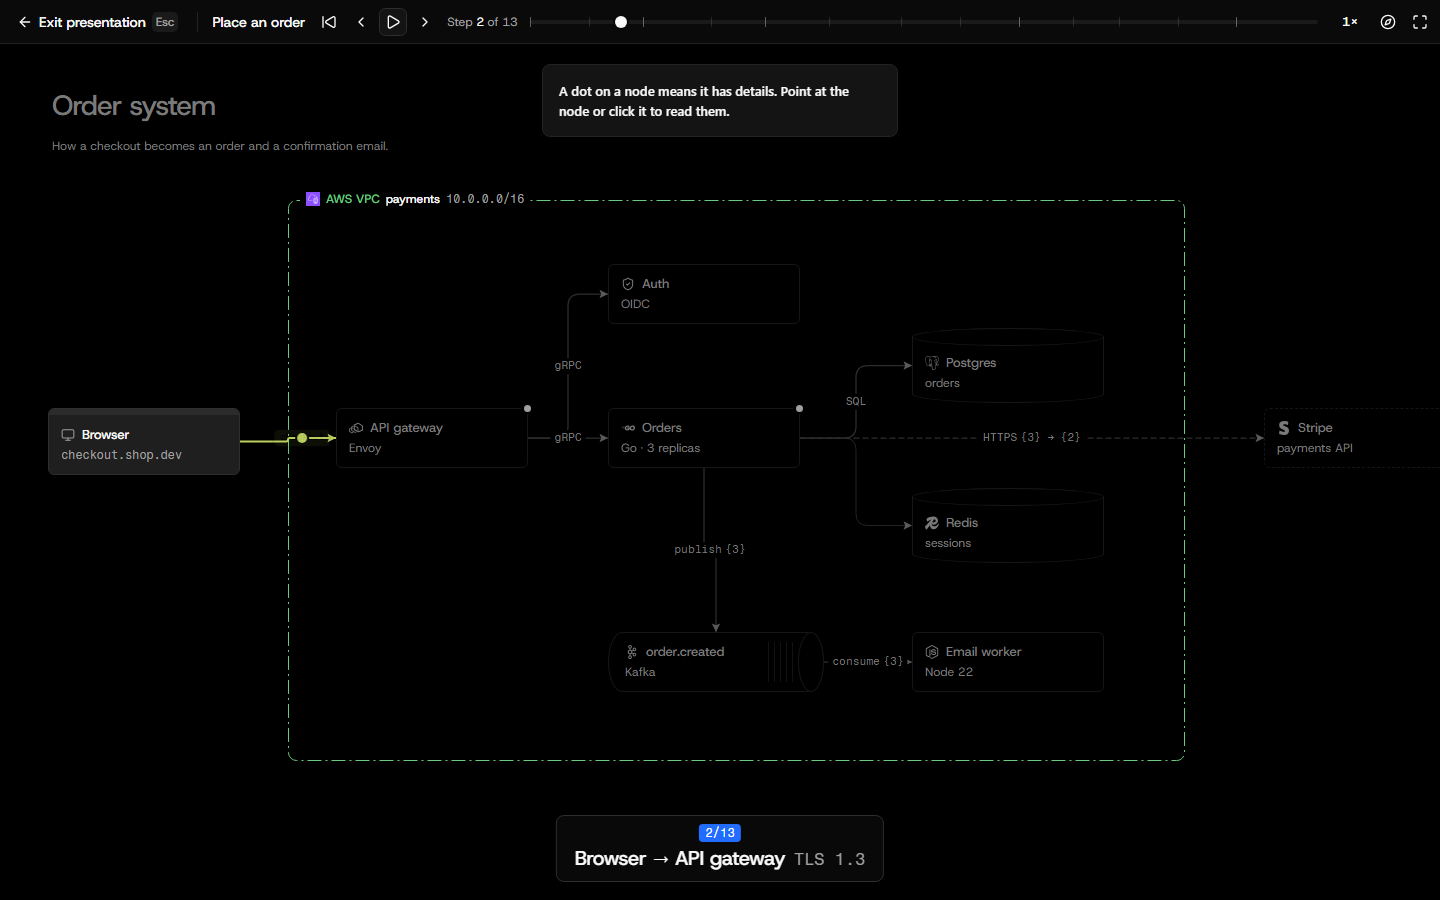 Exit presentation Esc
Place an order
Step 2 of 13
1×
Order system
How a checkout becomes an order and a confirmation email.
A dot on a node means it has details. Point at the
node or click it to read them.
AWS VPC payments 10.0.0.0/16
Auth
OIDC
gRPC
Postgres
orders
SQL
Browser
checkout.shop.dev
API gateway
Envoy
gRPC
Orders
Go · 3 replicas
HTTPS {3} → {2}
Stripe
payments API
Redis
sessions
publish {3}
order.created
Kafka
consume {3}
Email worker
Node 22
2/13
Browser → API gateway TLS 1.3